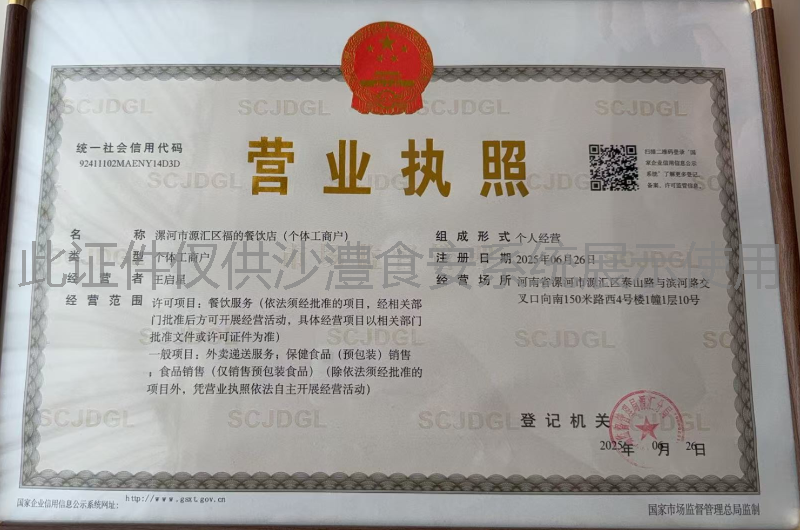 统一社会信用代码
92411102MAENY14D3D
营业执照
扫描二维码登录‘国
家企业信用信息公示
系统’了解更多登记、
备案、许可监管信息。
名 称 漯河市源汇区福的餐饮店（个体工商户）
类 型 个体工商户
经 营 者 王启星
经 营 范 围 许可项目：餐饮服务（依法须经批准的项目，经相关部
门批准后方可开展经营活动，具体经营项目以相关部门
批准文件或许可证件为准）
一般项目：外卖递送服务；保健食品（预包装）销售
；食品销售（仅销售预包装食品）（除依法须经批准的
项目外，凭营业执照依法自主开展经营活动）
组 成 形 式 个人经营
注 册 日 期 2025年06月26日
经 营 场 所 河南省漯河市源汇区泰山路与滨河路交
叉口向南150米路西4号楼1幢1层10号
此证件仅供沙澧食安系统展示使用
登记机关
2025年 06月 26日
国家企业信用信息公示系统网址：http://www.gsxt.gov.cn
国家市场监督管理总局监制
SCJDGL